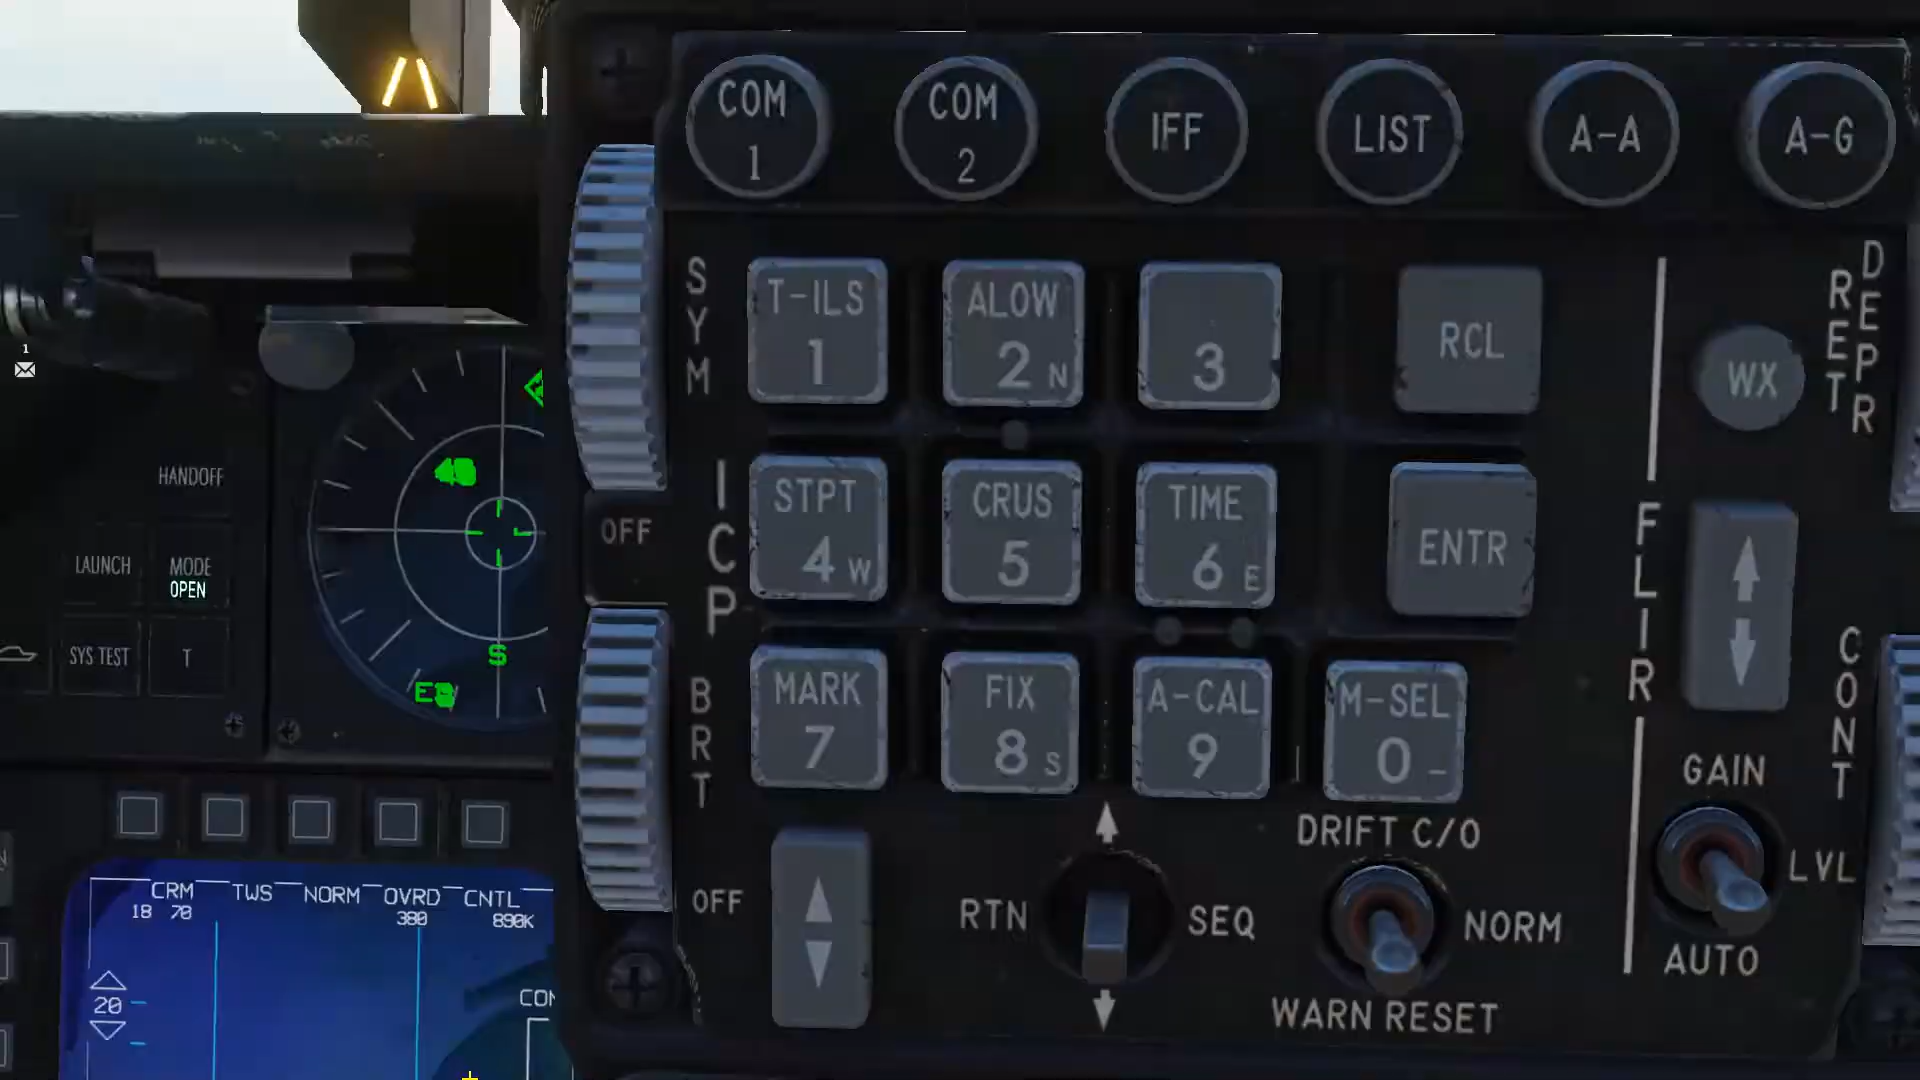 COM
1
COM
2
IFF
LIST
A-A
A-G
SYM
T-ILS
1
ALOW
2 N
3
RCL
WX
DEPR
RET
1
HANDOFF
LAUNCH
MODE
OPEN
SYS TEST
T
S
OFF
ICP
STPT
4 W
CRUS
5
TIME
6 E
ENTR
FLIR
BRT
MARK
7
FIX
8 S
A-CAL
9
M-SEL
0 -
CONT
GAIN
LVL
AUTO
DRIFT C/O
NORM
WARN RESET
OFF
RTN
SEQ
CRM
TWS
NORM
OVRD
CNTL
18 70
380
890K
20